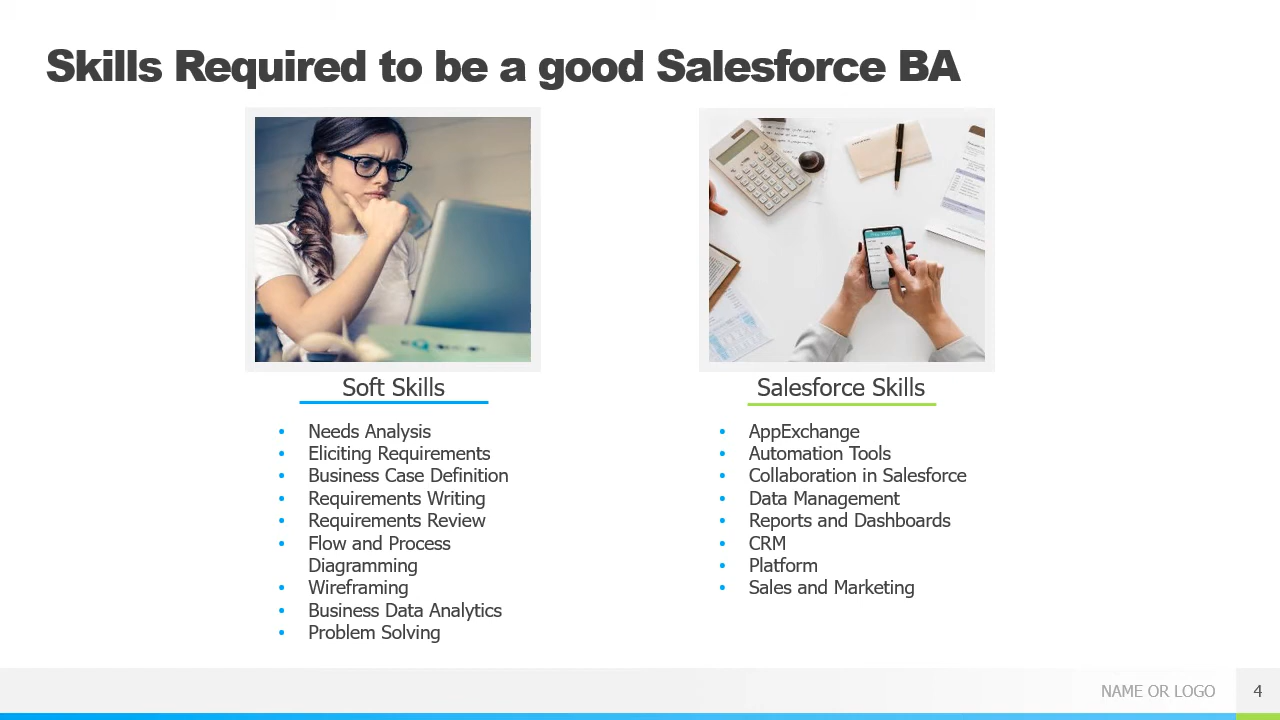 Skills Required to be a good Salesforce BA
Soft Skills
• Needs Analysis
• Eliciting Requirements
• Business Case Definition
• Requirements Writing
• Requirements Review
• Flow and Process
Diagramming
• Wireframing
• Business Data Analytics
• Problem Solving
Salesforce Skills
• AppExchange
• Automation Tools
• Collaboration in Salesforce
• Data Management
• Reports and Dashboards
• CRM
• Platform
• Sales and Marketing
NAME OR LOGO
4